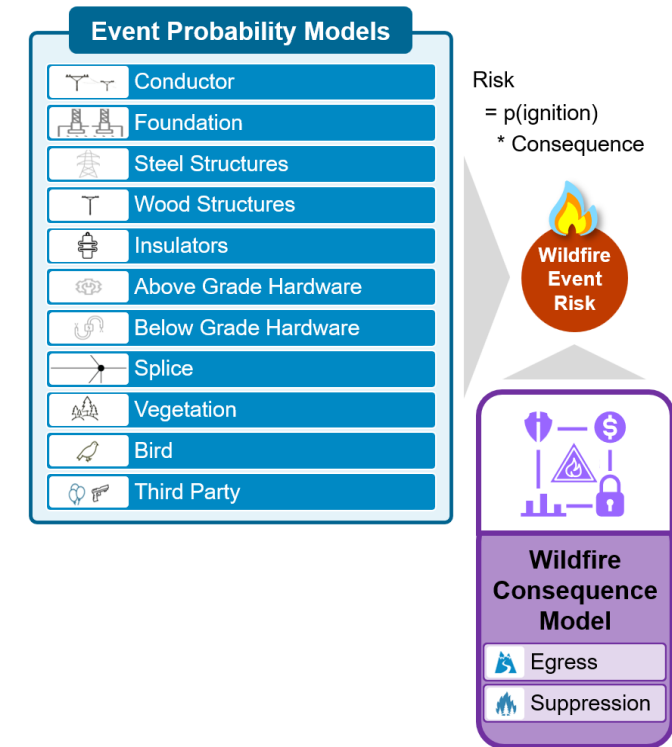 Event Probability Models
Conductor
Foundation
Steel Structures
Wood Structures
Insulators
Above Grade Hardware
Below Grade Hardware
Splice
Vegetation
Bird
Third Party
Risk
= p(ignition)
* Consequence
Wildfire
Event
Risk
$
Wildfire
Consequence
Model
Egress
Suppression